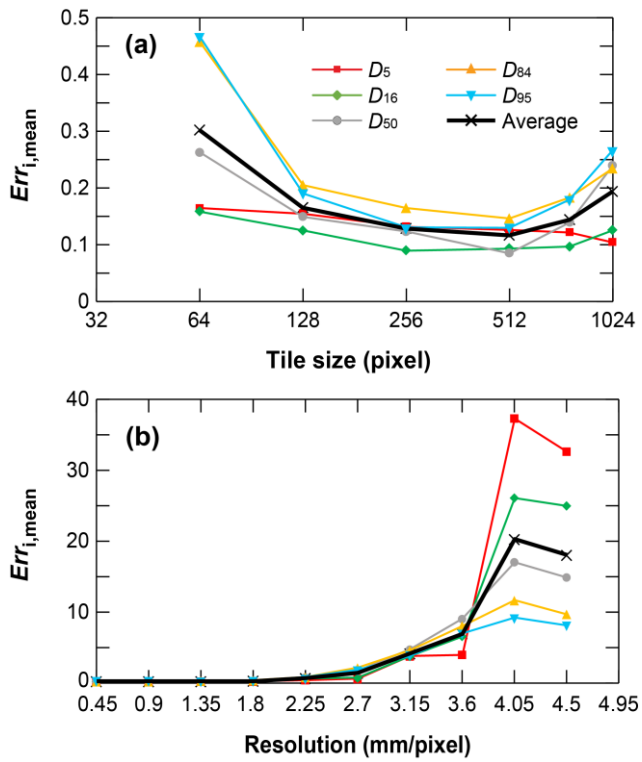 (a)
0.5
0.4
0.3
0.2
0.1
0
Err i,mean
D5 D84
D16 D95
D50 Average
32 64 128 256 512 1024
Tile size (pixel)
(b)
40
30
20
10
0
Err i,mean
0.45 0.9 1.35 1.8 2.25 2.7 3.15 3.6 4.05 4.5 4.95
Resolution (mm/pixel)